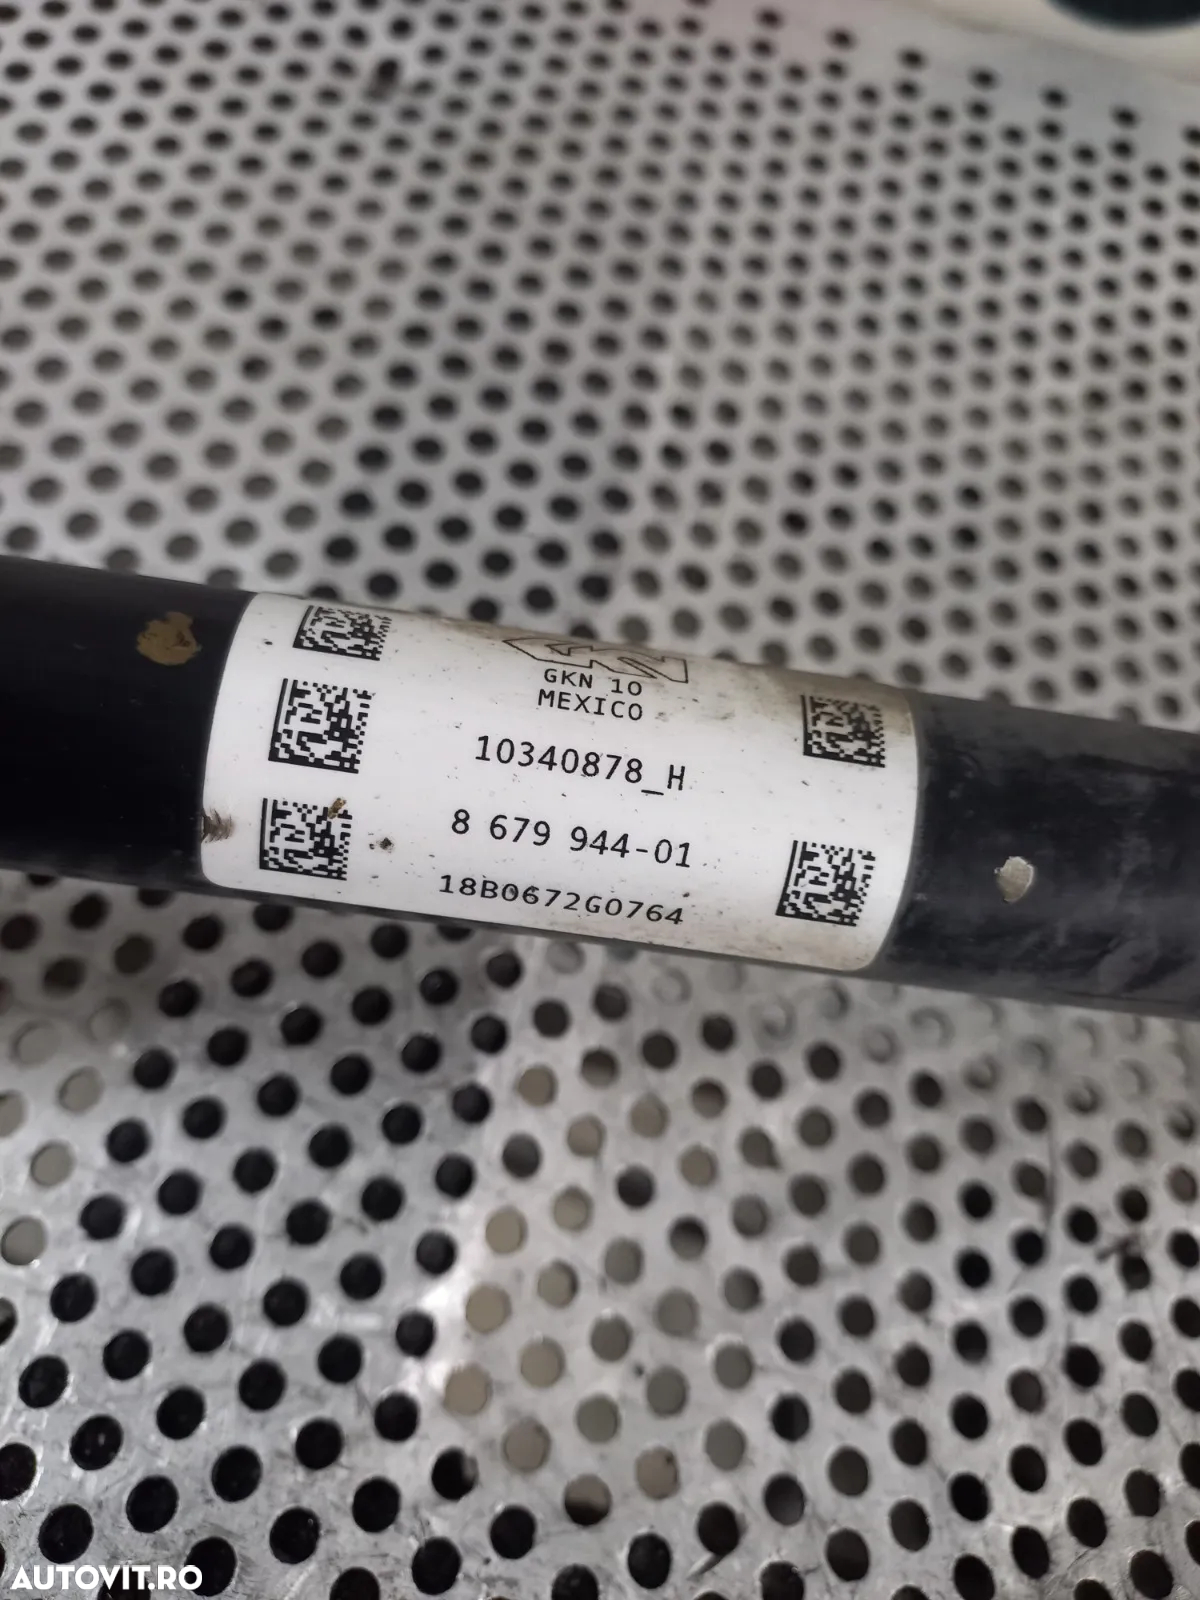 GKN 10
MEXICO
10340878_H
8 679 944-01
18B0672G0764
AUTOVIT.RO